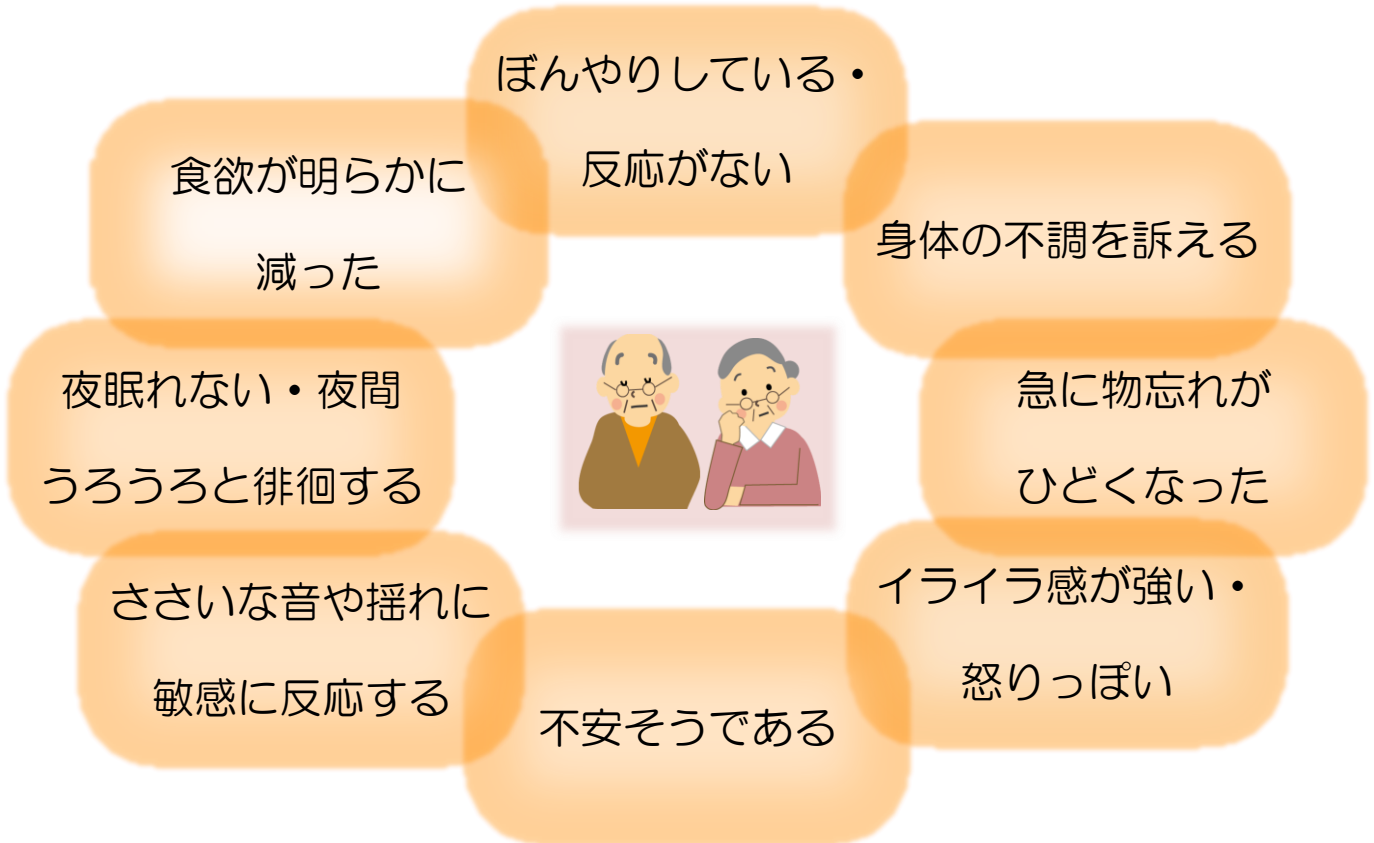 ぼんやりしている・
反応がない
身体の不調を訴える
急に物忘れが
ひどくなった
イライラ感が強い・
怒りっぽい
不安そうである
ささいな音や揺れに
敏感に反応する
夜眠れない・夜間
うろうろと徘徊する
食欲が明らかに
減った